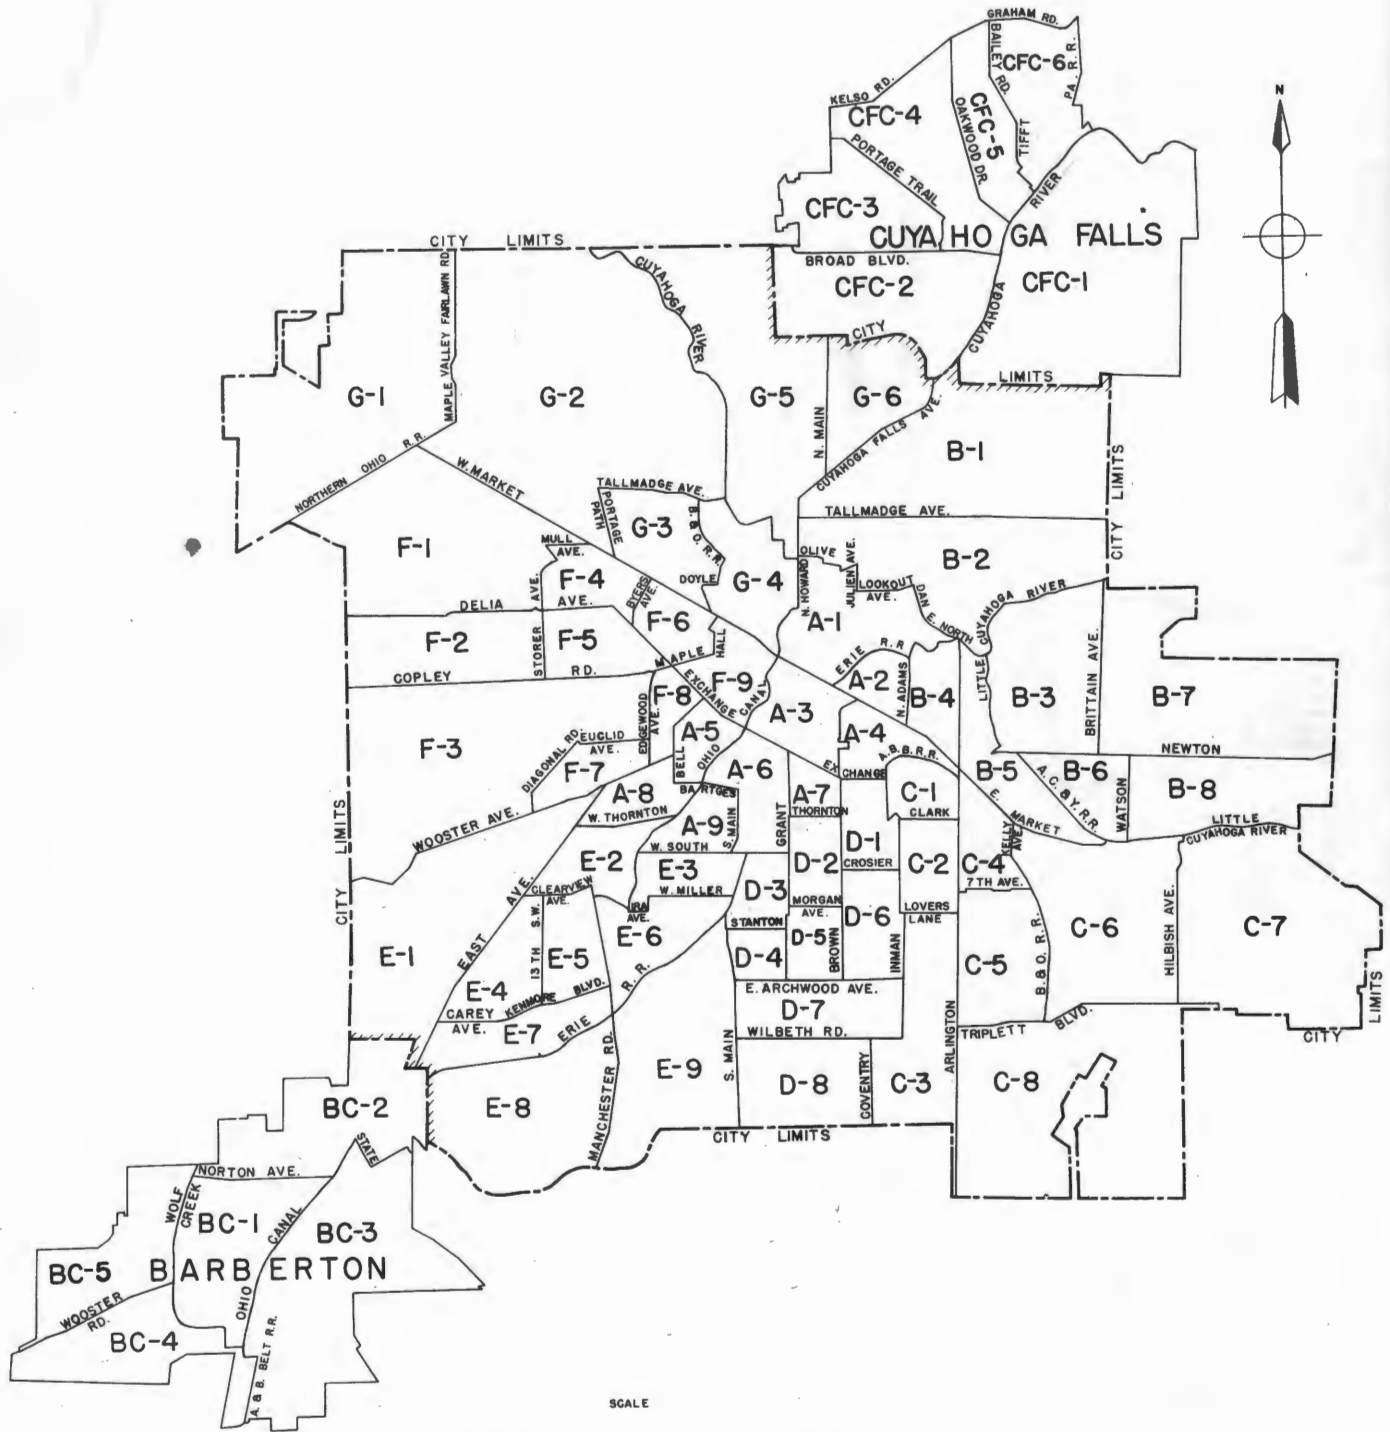 GRAHAM RD.
BAILEY RD.
CFC-6
PA. R. R.
KELSO RD.
CFC-4
CFC-5
OAKWOOD DR.
TIFFT
N
PORTAGE TRAIL
RIVER
CFC-3
CUYAHOGA FALLS
CITY LIMITS
BROAD BLVD.
CFC-2
CFC-1
CUYAHOGA
CITY
LIMITS
MAPLE VALLEY FAIRLAWN RD.
CUYAHOGA RIVER
G-1
G-2
G-5
N. MAIN
G-6
CUYAHOGA FALLS AVE.
B-1
CITY LIMITS
NORTHERN OHIO R.R.
W. MARKET
TALLMADGE AVE.
PORTAGE PATH
B. & O. R. R.
G-3
TALLMADGE AVE.
F-1
MULL AVE.
F-4
BYERS AVE.
DOYLE
G-4
OLIVE
N. HOWARD
JULIEN AVE.
LOOKOUT AVE.
DAN E. NORTH
B-2
CUYAHOGA RIVER
LITTLE
DELIA AVE.
STORER AVE.
F-2
F-5
F-6
HALL
A-1
COPLEY RD.
MAPLE
EXCHANGE
F-9
F-8
ERIE R.R.
A-2
N. ADAMS
B-4
B-3
BRITTAIN AVE.
B-7
F-3
DIAGONAL RD.
EUCLID AVE.
EDGEWOOD AVE.
F-7
A-5
BELL
OHIO CANAL
A-3
A-4
A. B. B. R. R.
NEWTON
B-5
A. C. & Y. R. R.
B-6
WATSON
B-8
WOOSTER AVE.
A-8
BARTGES
A-6
EXCHANGE
A-7
C-1
E. MARKET
LITTLE
CUYAHOGA RIVER
W. THORNTON
A-9
S. MAIN
GRANT
THORNTON
CLARK
KELLY AVE.
D-1
W. SOUTH
E-2
E-3
D-2
CROSIER
C-2
C-4
7TH AVE.
CITY LIMITS
CLEARVIEW AVE.
W. MILLER
IRA AVE.
D-3
MORGAN AVE.
LOVERS LANE
D-6
C-6
HILBISH AVE.
C-7
E-1
EAST AVE.
13TH S.W.
E-5
E-6
STANTON
D-4
D-5
BROWN
INMAN
C-5
B. & O. R. R.
E-4
CAREY AVE.
KENMORE BLVD.
E. ARCHWOOD AVE.
D-7
WILBETH RD.
TRIPLETT BLVD.
CITY LIMITS
E-7
ERIE R. R.
E-9
S. MAIN
D-8
COVENTRY
C-3
ARLINGTON
C-8
BC-2
E-8
MANCHESTER RD.
CITY LIMITS
STATE
NORTON AVE.
WOLF CREEK
BC-1
CANAL
BC-3
BC-5
BARBERTON
WOOSTER RD.
OHIO
BC-4
A. & B. BELT R.R.
SCALE